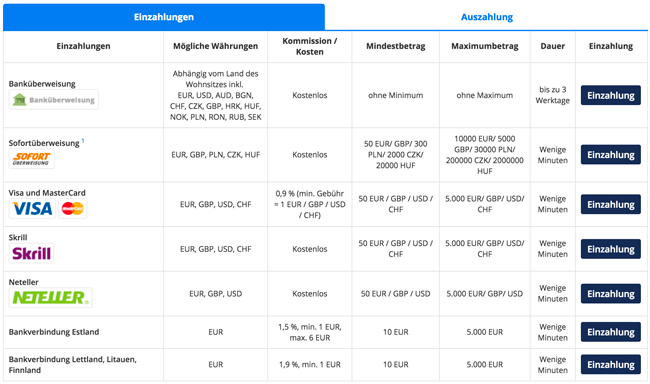 Einzahlungen
Auszahlung
Einzahlungen
Mögliche Währungen
Kommission /
Kosten
Mindestbetrag
Maximumbetrag
Dauer
Einzahlung
Banküberweisung
Banküberweisung
Abhängig vom Land des
Wohnsitzes inkl.
EUR, USD, AUD, BGN,
CHF, CZK, GBP, HRK, HUF,
NOK, PLN, RON, RUB, SEK
Kostenlos
ohne Minimum
ohne Maximum
bis zu 3
Werktage
Einzahlung
Sofortüberweisung 1
SOFORT
ÜBERWEISUNG
EUR, GBP, PLN, CZK, HUF
Kostenlos
50 EUR/ GBP/ 300
PLN/ 2000 CZK/
20000 HUF
10000 EUR/ 5000
GBP/ 30000 PLN/
200000 CZK/ 2000000
HUF
Wenige
Minuten
Einzahlung
Visa und MasterCard
VISA
MasterCard
EUR, GBP, USD, CHF
0,9 % (min. Gebühr
= 1 EUR / GBP / USD
/ CHF)
50 EUR / GBP / USD /
CHF
5.000 EUR/ GBP/ USD/
CHF
Wenige
Minuten
Einzahlung
Skrill
Skrill
EUR, GBP, USD, CHF
Kostenlos
50 EUR / GBP / USD /
CHF
5.000 EUR/ GBP/ USD/
CHF
Wenige
Minuten
Einzahlung
Neteller
NETELLER
EUR, GBP, USD
Kostenlos
50 EUR / GBP / USD
5.000 EUR/ GBP/ USD
Wenige
Minuten
Einzahlung
Bankverbindung Estland
EUR
1,5 %, min. 1 EUR,
max. 6 EUR
10 EUR
5.000 EUR
Wenige
Minuten
Einzahlung
Bankverbindung Lettland, Litauen,
Finnland
EUR
1,9 %, min. 1 EUR
10 EUR
5.000 EUR
Wenige
Minuten
Einzahlung